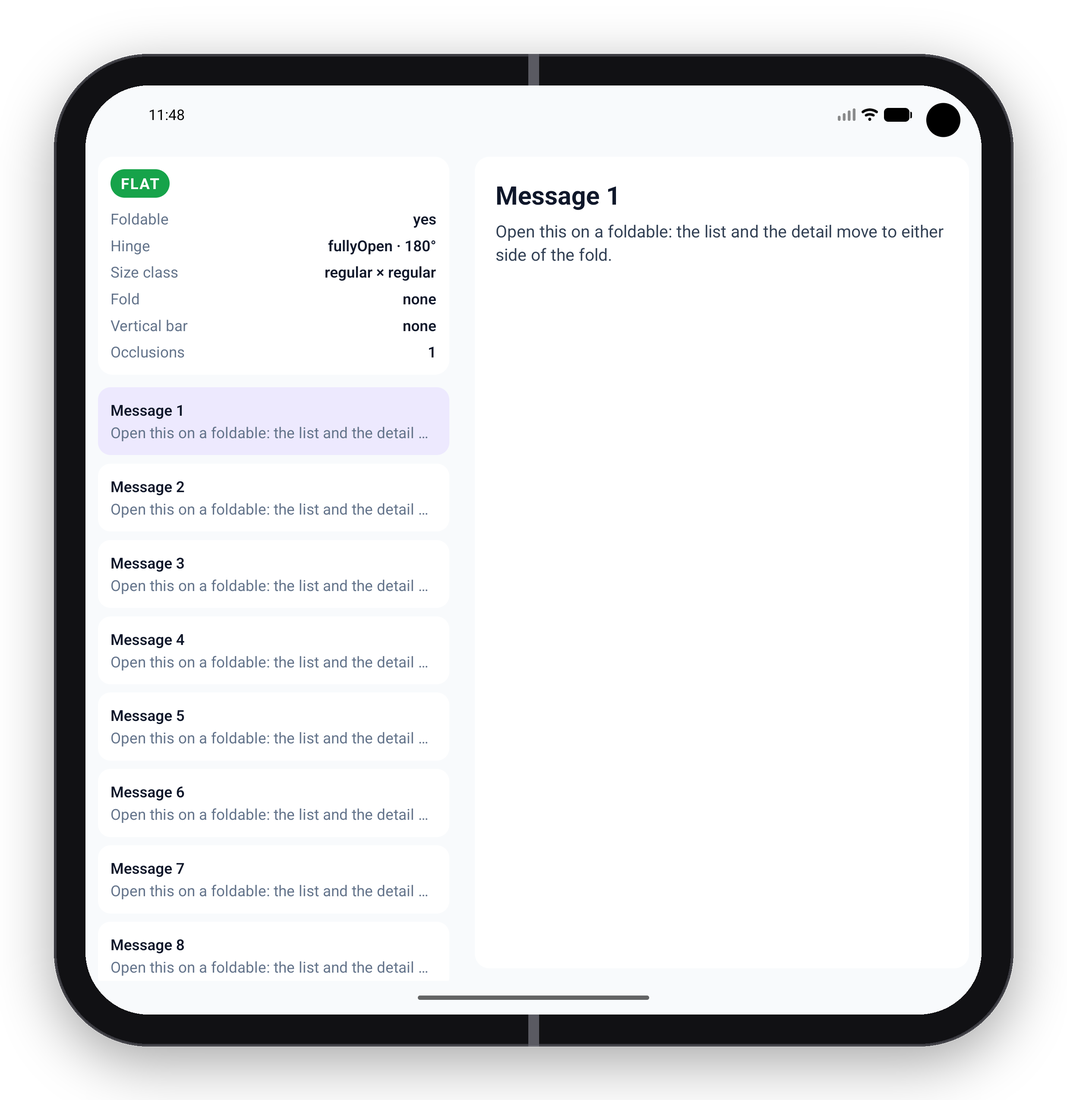 11:48
FLAT
Foldable yes
Hinge fullyOpen · 180°
Size class regular × regular
Fold none
Vertical bar none
Occlusions 1
Message 1
Open this on a foldable: the list and the detail ...
Message 2
Open this on a foldable: the list and the detail ...
Message 3
Open this on a foldable: the list and the detail ...
Message 4
Open this on a foldable: the list and the detail ...
Message 5
Open this on a foldable: the list and the detail ...
Message 6
Open this on a foldable: the list and the detail ...
Message 7
Open this on a foldable: the list and the detail ...
Message 8
Open this on a foldable: the list and the detail ...
Message 1
Open this on a foldable: the list and the detail move to either
side of the fold.